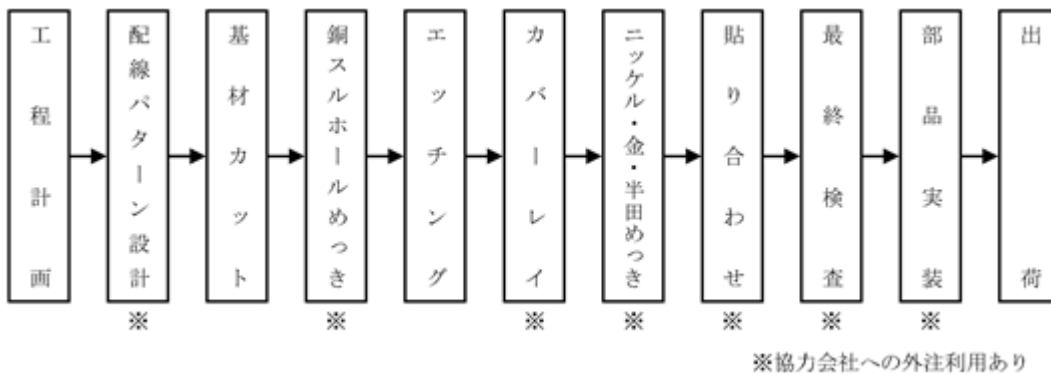 工程計画
配線パターン設計
基材カット
銅スルホールめっき
エッチング
カバーレイ
ニッケル・金・半田めっき
貼り合わせ
最終検査
部品実装
出荷
※
※
※
※
※
※
※
※協力会社への外注利用あり